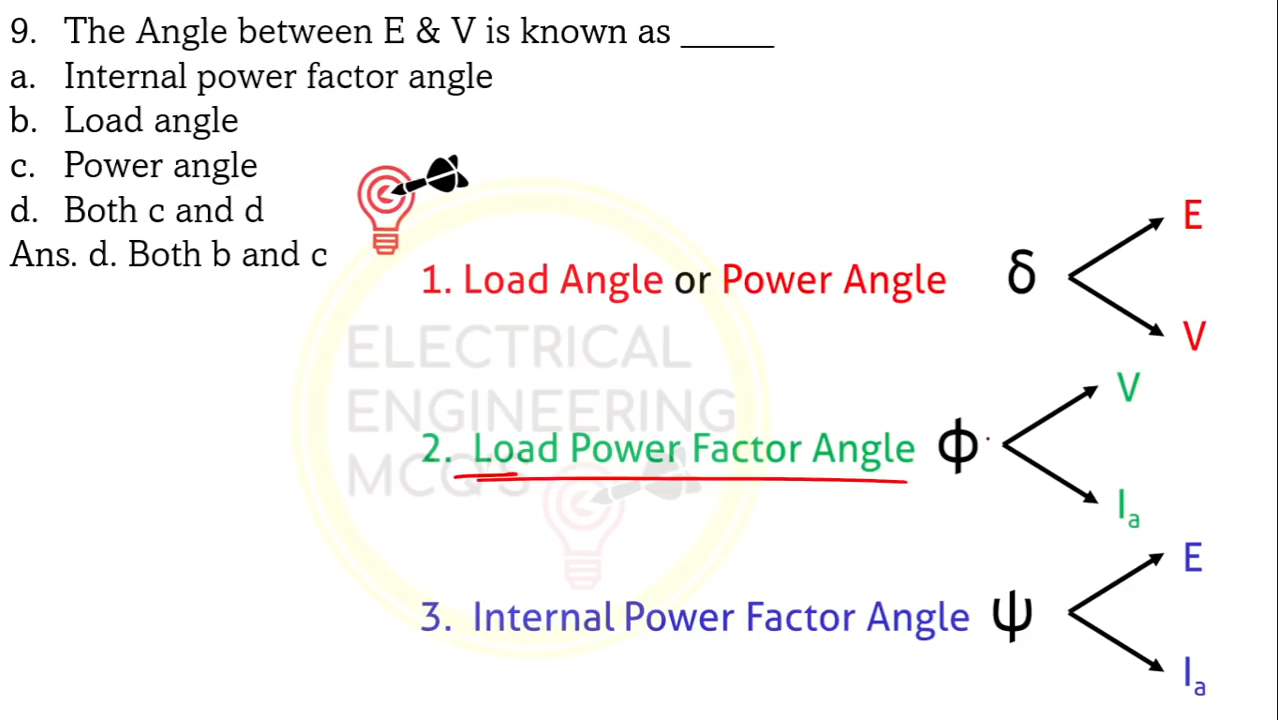 9. The Angle between E & V is known as _____
a. Internal power factor angle
b. Load angle
c. Power angle
d. Both c and d
Ans. d. Both b and c
1. Load Angle or Power Angle δ E V
2. Load Power Factor Angle ф V Iₐ
3. Internal Power Factor Angle ψ E Iₐ
ELECTRICAL
ENGINEERING
MCQ'S